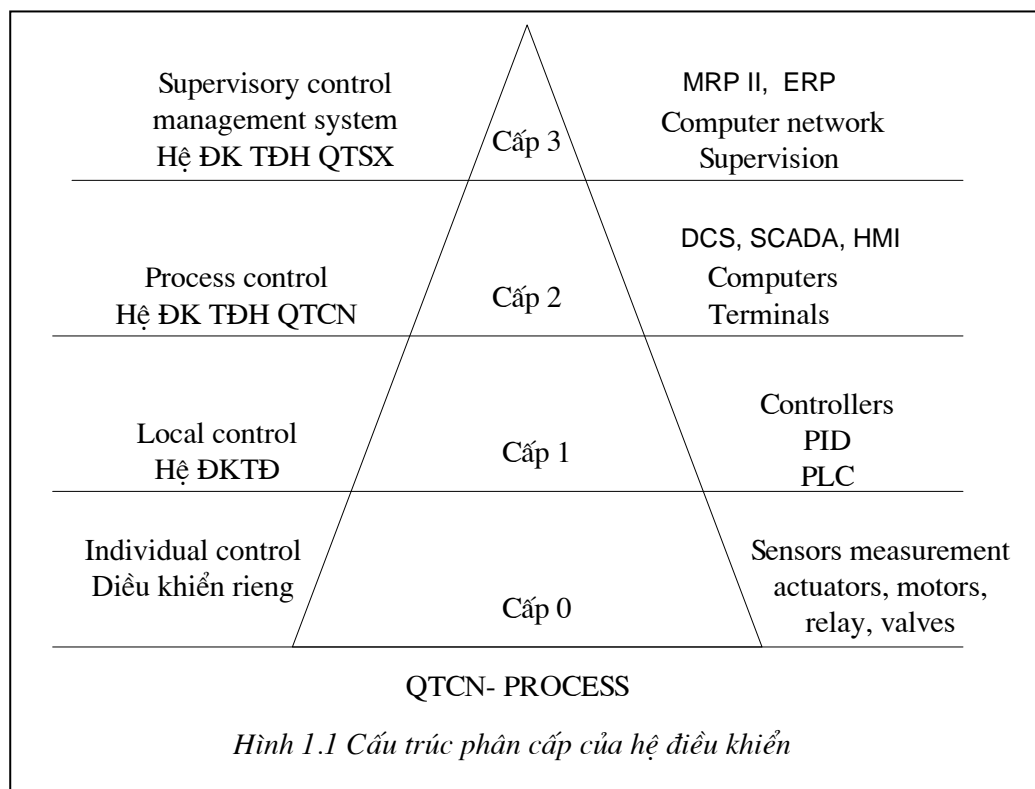 Supervisory control
management system
Hệ ĐK TĐH QTSX
Cấp 3
MRP II, ERP
Computer network
Supervision
Process control
Hệ ĐK TĐH QTCN
Cấp 2
DCS, SCADA, HMI
Computers
Terminals
Local control
Hệ ĐKTĐ
Cấp 1
Controllers
PID
PLC
Individual control
Diều khiển rieng
Cấp 0
Sensors measurement
actuators, motors,
relay, valves
QTCN- PROCESS
Hình 1.1 Cấu trúc phân cấp của hệ điều khiển